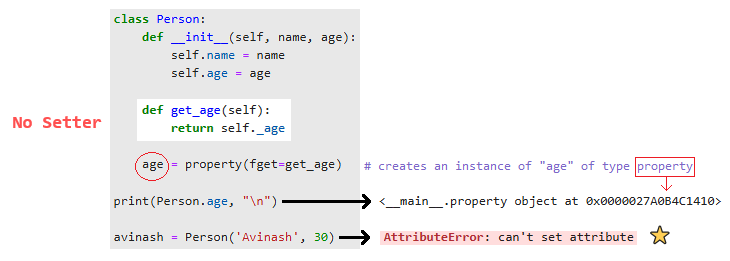 class Person:
    def __init__(self, name, age):
        self.name = name
        self.age = age
    def get_age(self):
        return self._age
No Setter
    age = property(fget=get_age) # creates an instance of "age" of type property
print(Person.age, "\n") <__main__.property object at 0x0000027A0B4C1410>
avinash = Person('Avinash', 30) AttributeError: can't set attribute